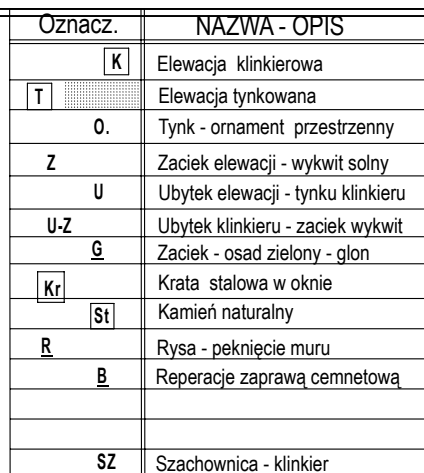 Oznacz. NAZWA - OPIS
K Elewacja klinkierowa
T Elewacja tynkowana
O. Tynk - ornament przestrzenny
Z Zaciek elewacji - wykwit solny
U Ubytek elewacji - tynku klinkieru
U-Z Ubytek klinkieru - zaciek wykwit
G Zaciek - osad zielony - glon
Kr Krata stalowa w oknie
St Kamień naturalny
R Rysa - peknięcie muru
B Reperacje zaprawą cemnetową
SZ Szachownica - klinkier